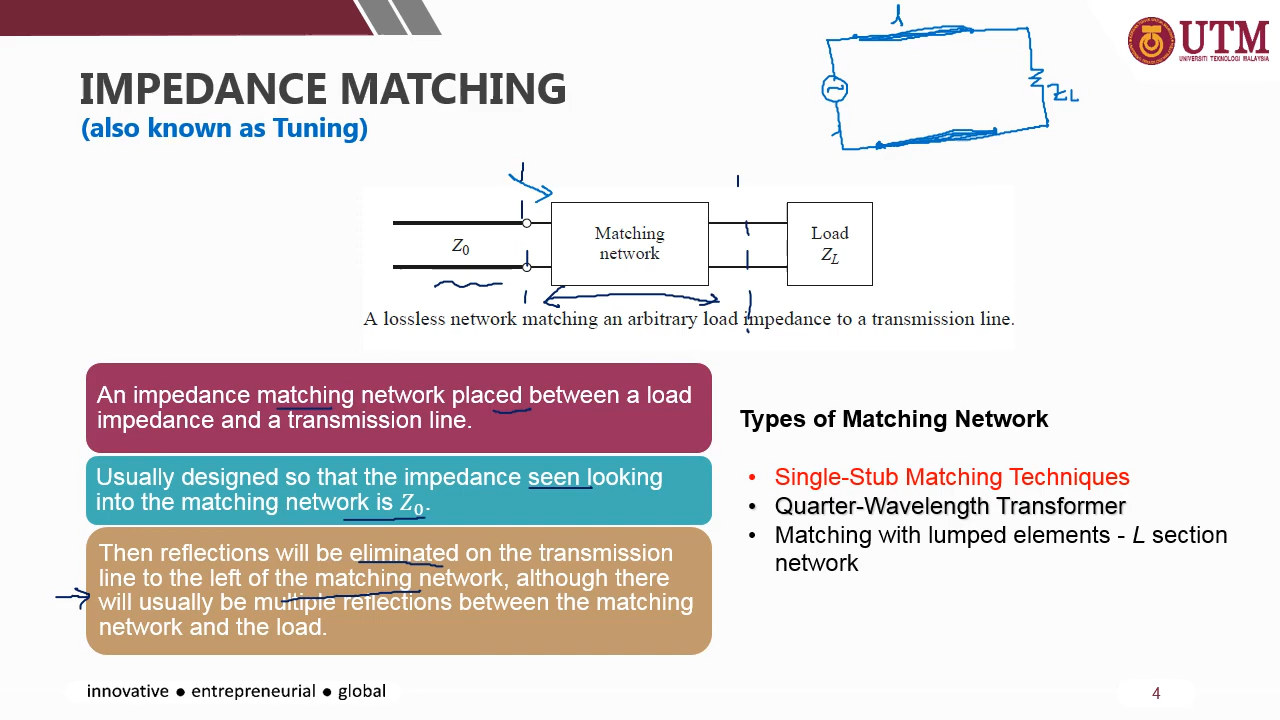 UTM
UNIVERSITI TEKNOLOGI MALAYSIA
IMPEDANCE MATCHING
(also known as Tuning)
ZL
Z0
Matching
network
Load
ZL
A lossless network matching an arbitrary load impedance to a transmission line.
An impedance matching network placed between a load
impedance and a transmission line.
Usually designed so that the impedance seen looking
into the matching network is Z0.
Then reflections will be eliminated on the transmission
line to the left of the matching network, although there
will usually be multiple reflections between the matching
network and the load.
Types of Matching Network
• Single-Stub Matching Techniques
• Quarter-Wavelength Transformer
• Matching with lumped elements - L section
network
innovative ● entrepreneurial ● global
4